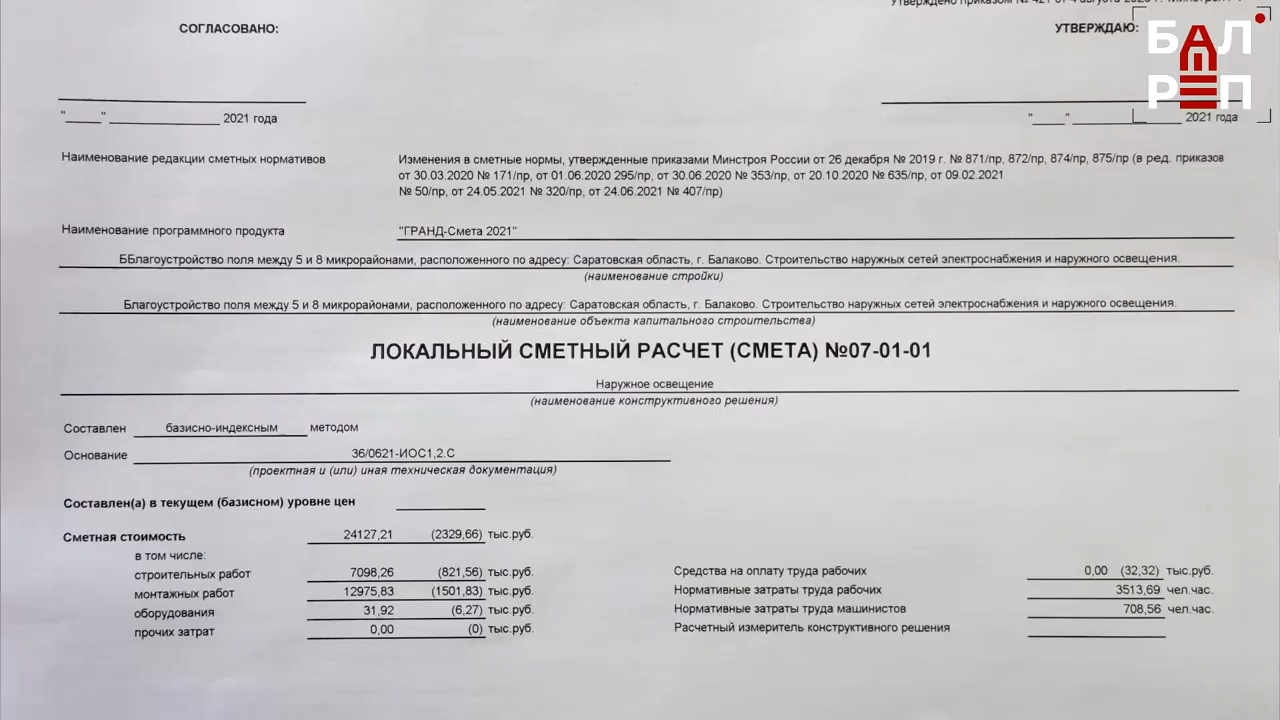 Утверждено приказом № 421 от 4 августа 2020 г. Минстроя РФ
СОГЛАСОВАНО:
УТВЕРЖДАЮ:
БАЛ
РЕП
"_____" ________________ 2021 года
"_____" ________________ 2021 года
Наименование редакции сметных нормативов
Изменения в сметные нормы, утвержденные приказами Минстроя России от 26 декабря № 2019 г. № 871/пр, 872/пр, 874/пр, 875/пр (в ред. приказов
от 30.03.2020 № 171/пр, от 01.06.2020 295/пр, от 30.06.2020 № 353/пр, от 20.10.2020 № 635/пр, от 09.02.2021
№ 50/пр, от 24.05.2021 № 320/пр, от 24.06.2021 № 407/пр)
Наименование программного продукта
"ГРАНД-Смета 2021"
ББлагоустройство поля между 5 и 8 микрорайонами, расположенного по адресу: Саратовская область, г. Балаково. Строительство наружных сетей электроснабжения и наружного освещения.
(наименование стройки)
Благоустройство поля между 5 и 8 микрорайонами, расположенного по адресу: Саратовская область, г. Балаково. Строительство наружных сетей электроснабжения и наружного освещения.
(наименование объекта капитального строительства)
ЛОКАЛЬНЫЙ СМЕТНЫЙ РАСЧЕТ (СМЕТА) №07-01-01
Наружное освещение
(наименование конструктивного решения)
Составлен базисно-индексным методом
Основание 36/0621-ИОС1,2.С
(проектная и (или) иная техническая документация)
Составлен(а) в текущем (базисном) уровне цен
Сметная стоимость 24127,21 (2329,66) тыс.руб.
в том числе:
строительных работ 7098,26 (821,56) тыс.руб.
монтажных работ 12975,83 (1501,83) тыс.руб.
оборудования 31,92 (6,27) тыс.руб.
прочих затрат 0,00 (0) тыс.руб.
Средства на оплату труда рабочих 0,00 (32,32) тыс.руб.
Нормативные затраты труда рабочих 3513,69 чел.час.
Нормативные затраты труда машинистов 708,56 чел.час.
Расчетный измеритель конструктивного решения